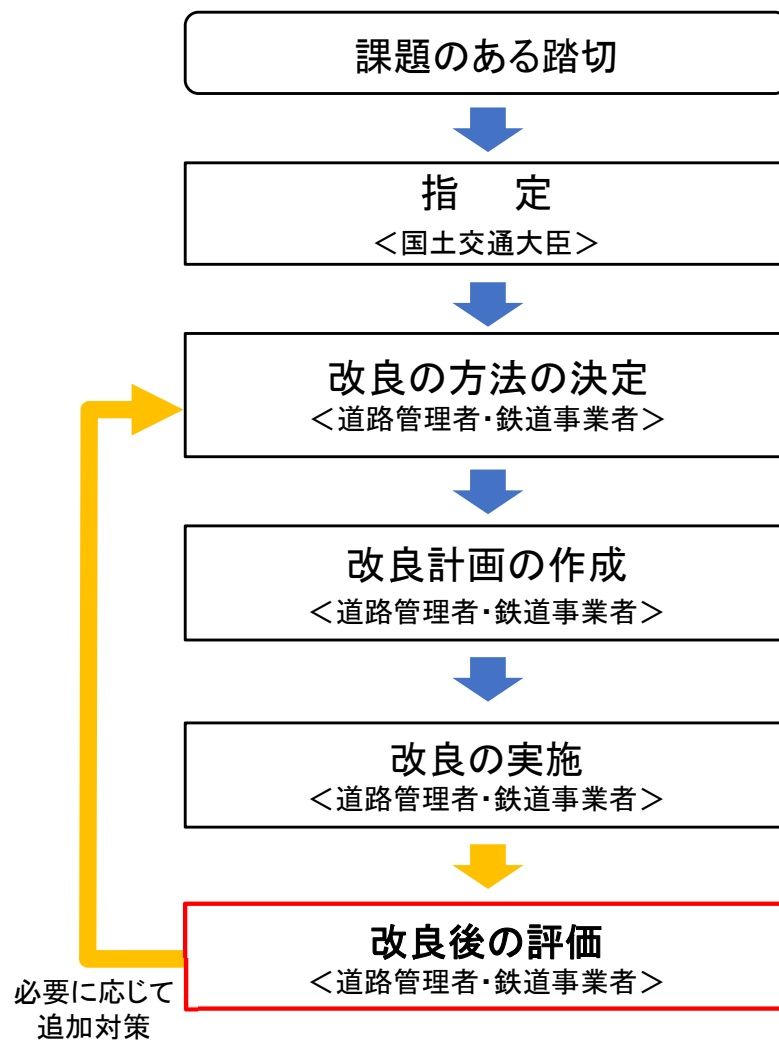 課題のある踏切
指　定
＜国土交通大臣＞
改良の方法の決定
＜道路管理者・鉄道事業者＞
改良計画の作成
＜道路管理者・鉄道事業者＞
改良の実施
＜道路管理者・鉄道事業者＞
改良後の評価
＜道路管理者・鉄道事業者＞
必要に応じて
追加対策